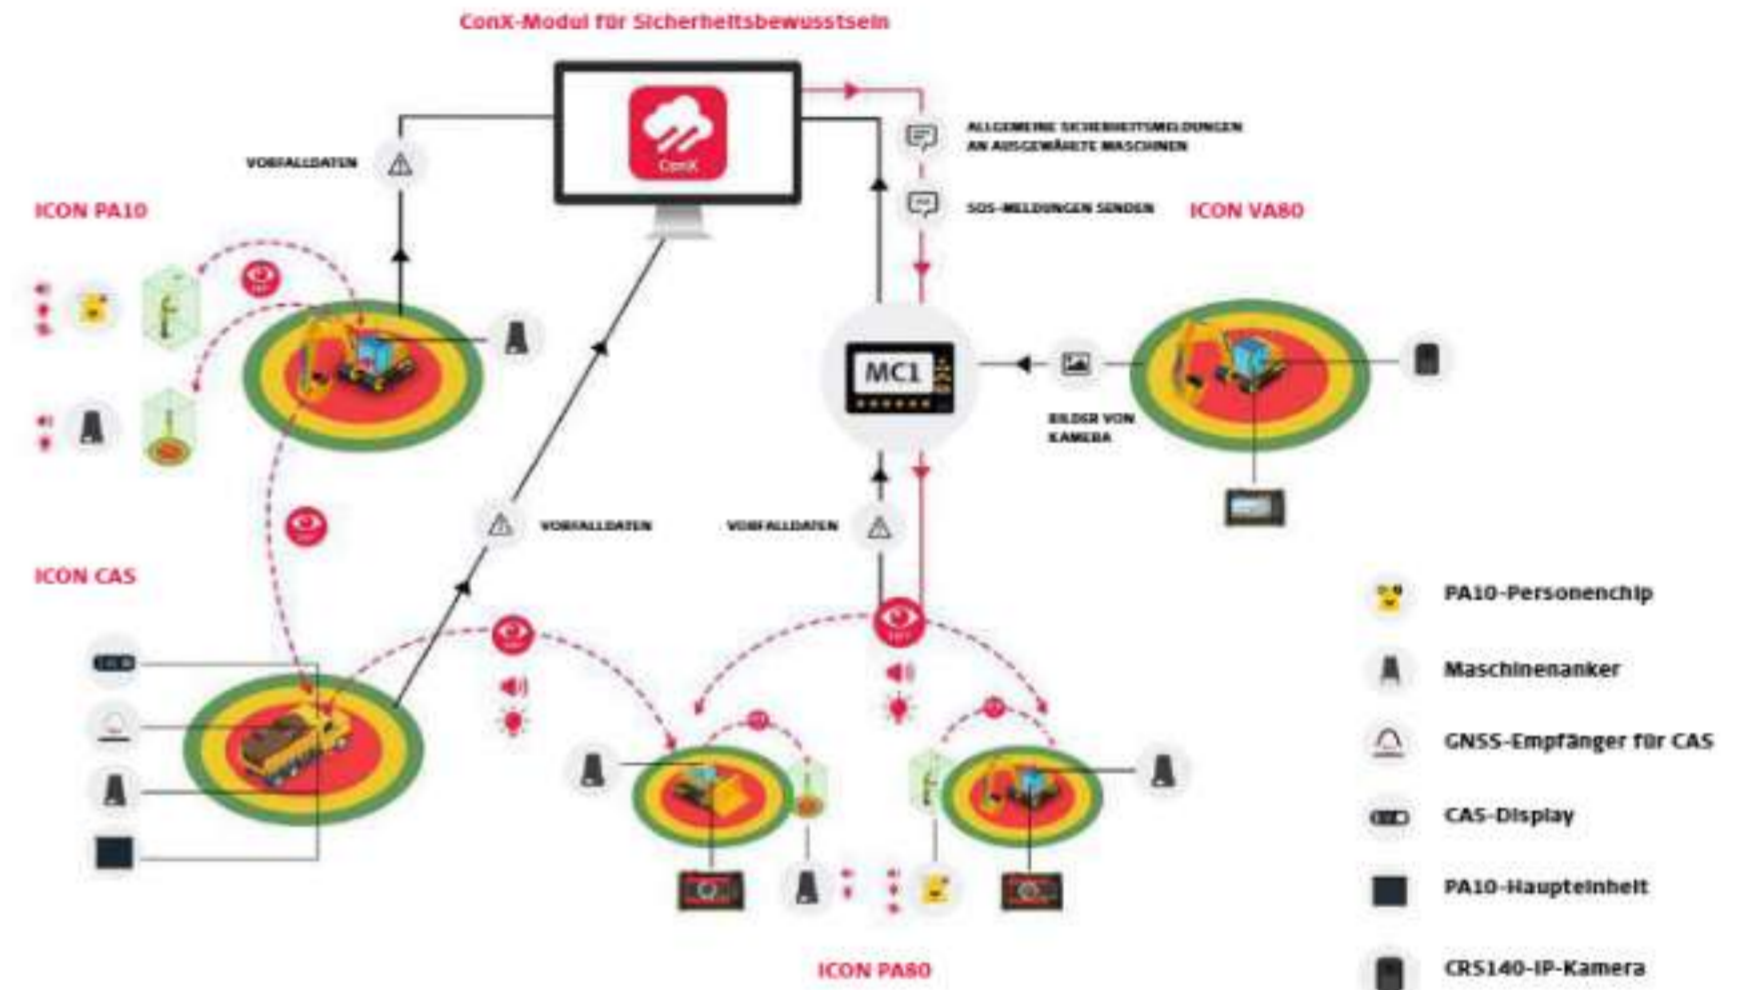 ConX-Modul für Sicherheitsbewusstsein
ConX
VORFALLDATEN
ALLGEMEINE SICHERHEITSMELDUNGEN
AN AUSGEWÄHLTE MASCHINEN
SOS-MELDUNGEN SENDEN
ICON PA10
ICON VA80
MC1
BILDER VON
KAMERA
VORFALLDATEN
VORFALLDATEN
ICON CAS
ICON PA80
PA10-Personenchip
Maschinenanker
GNSS-Empfänger für CAS
CAS-Display
PA10-Haupteinheit
CRS140-IP-Kamera